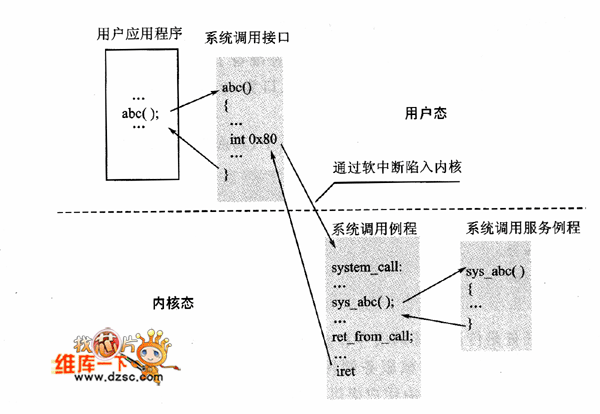 用户应用程序
…
abc( );
…
系统调用接口
abc()
{
…
int 0x80
…
}
用户态
通过软中断陷入内核
系统调用例程
system_call:
…
sys_abc( );
…
ret_from_call;
…
iret
系统调用服务例程
sys_abc( )
{
…
}
内核态
找芯片
维库一下
www.dzsc.com